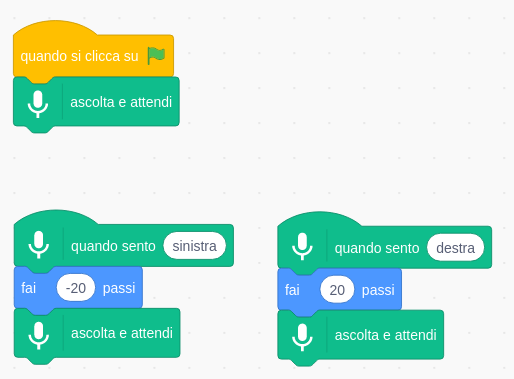 quando si clicca su
ascolta e attendi
quando sento sinistra
fai -20 passi
ascolta e attendi
quando sento destra
fai 20 passi
ascolta e attendi